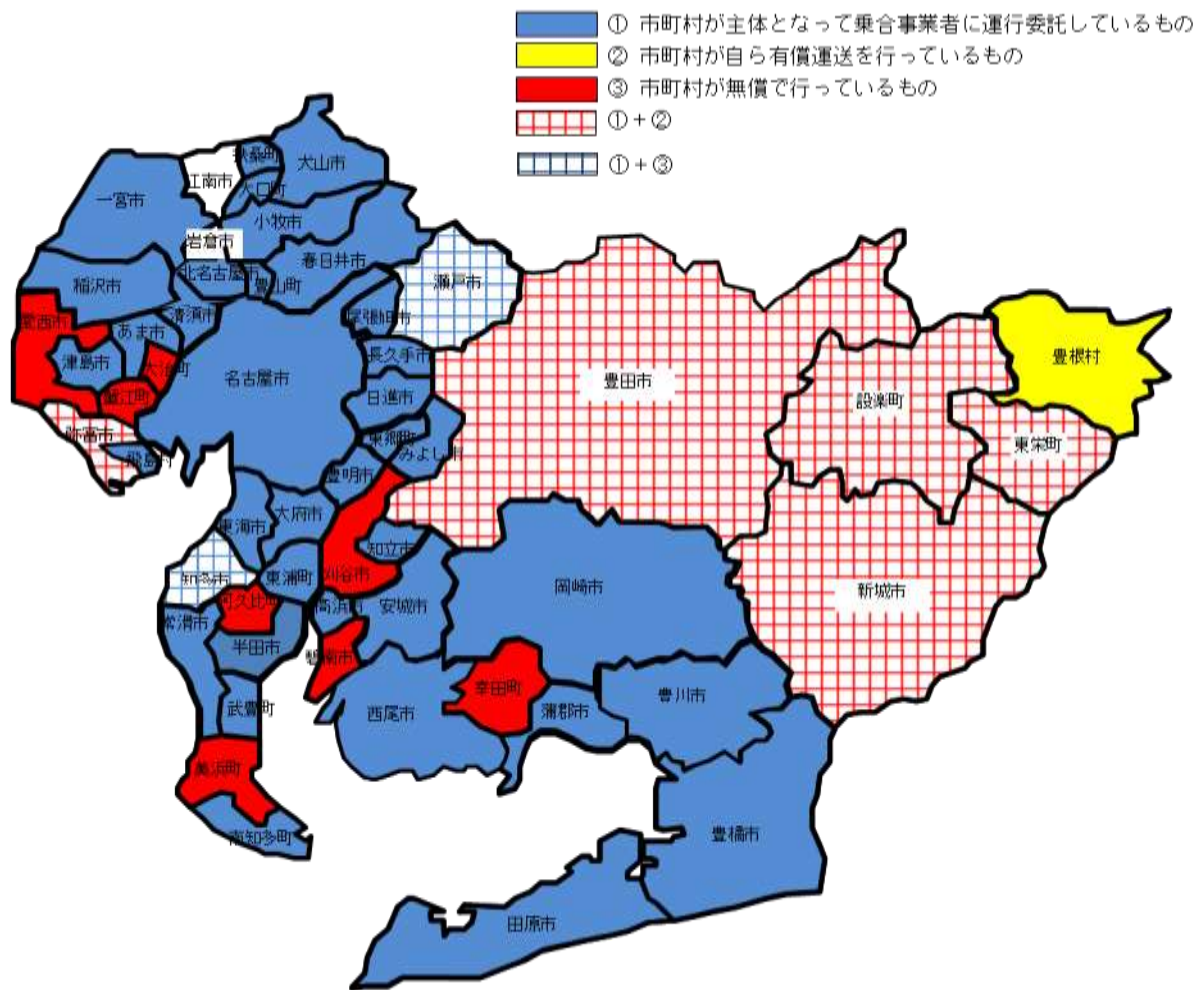 ① 市町村が主体となって乗合事業者に運行委託しているもの
② 市町村が自ら有償運送を行っているもの
③ 市町村が無償で行っているもの
①+②
①+③
扶桑町
犬山市
江南市
大口町
一宮市
小牧市
岩倉市
春日井市
北名古屋市
豊山町
瀬戸市
稲沢市
清須市
尾張旭市
愛西市
あま市
津島市
大治町
長久手市
名古屋市
豊田市
豊根村
設楽町
日進市
蟹江町
弥富市
東郷町
みよし市
東栄町
飛島村
豊明市
大府市
東海市
知立市
知多市
東浦町
刈谷市
岡崎市
新城市
阿久比町
高浜市
安城市
常滑市
半田市
碧南市
幸田町
豊川市
武豊町
西尾市
蒲郡市
美浜町
南知多町
豊橋市
田原市